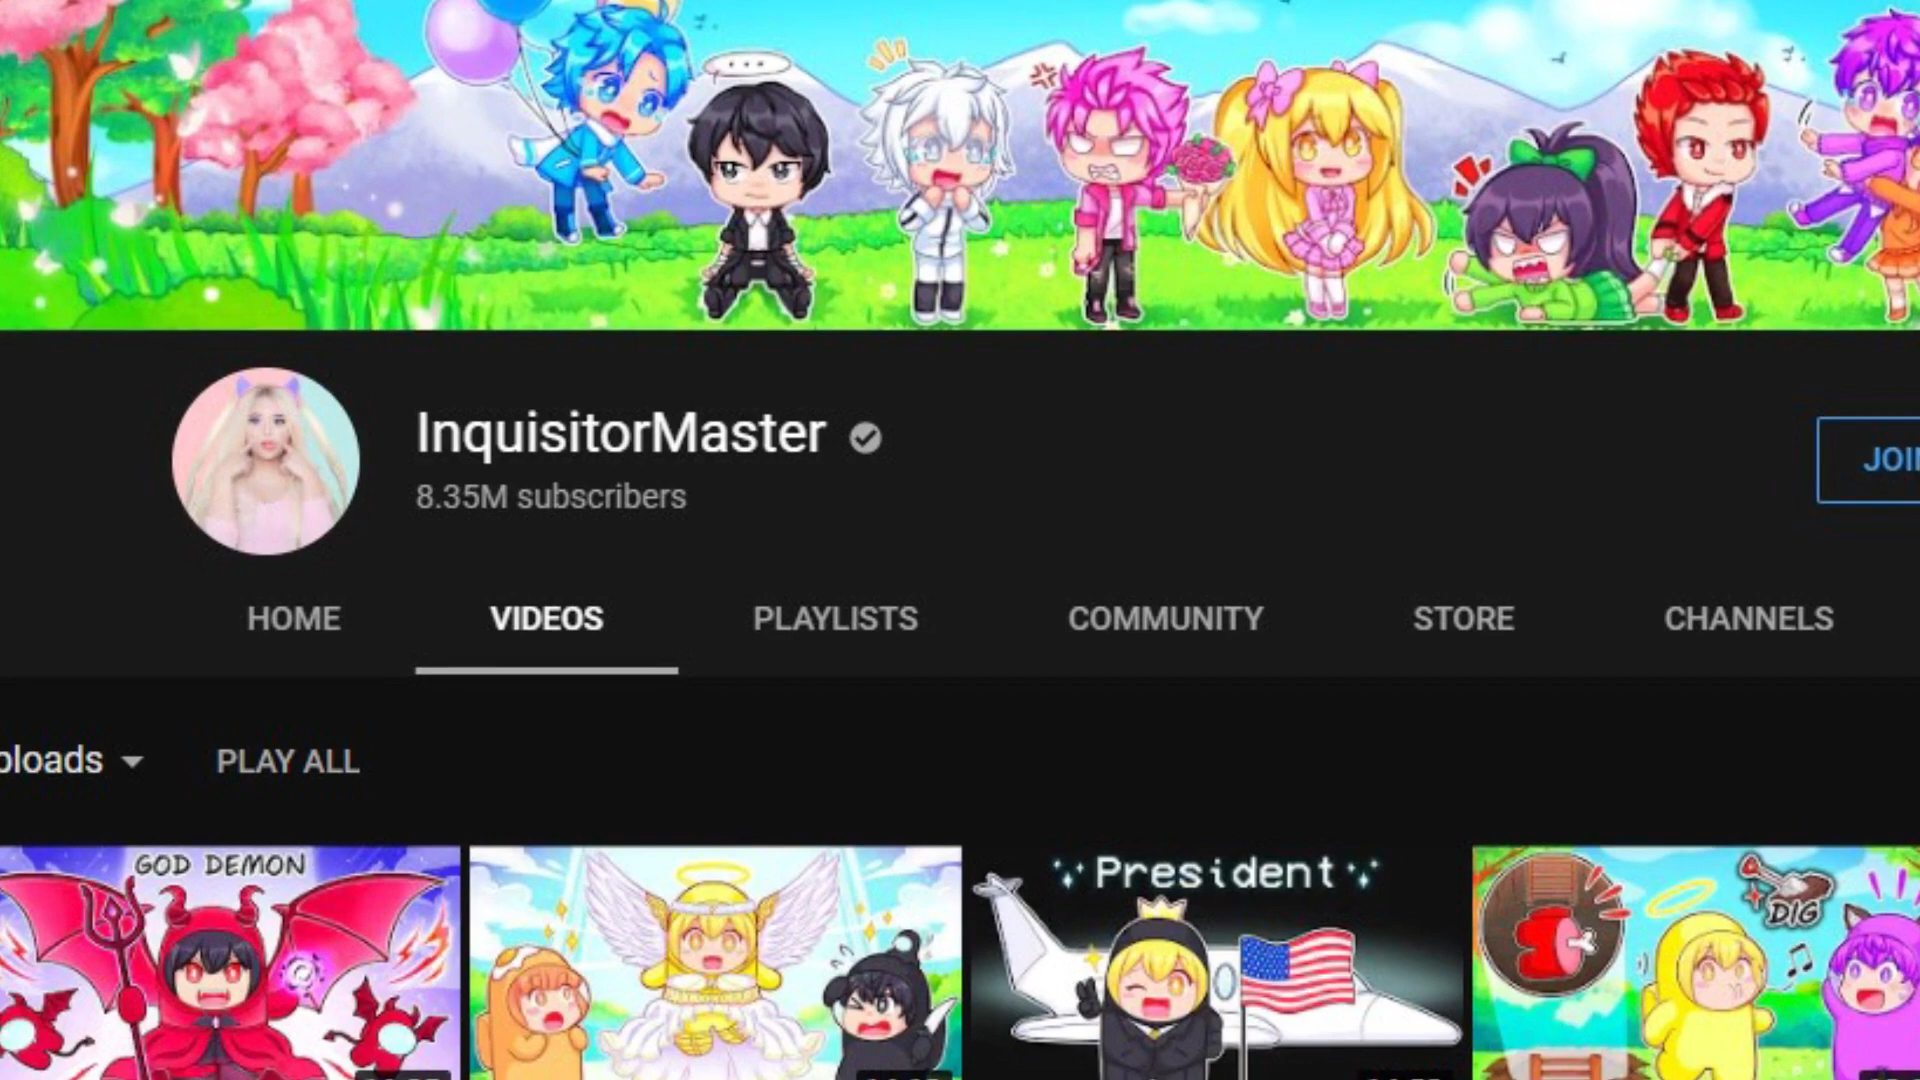 ...
InquisitorMaster
8.35M subscribers
HOME VIDEOS PLAYLISTS COMMUNITY STORE CHANNELS
PLAY ALL
GOD DEMON
President
DIG